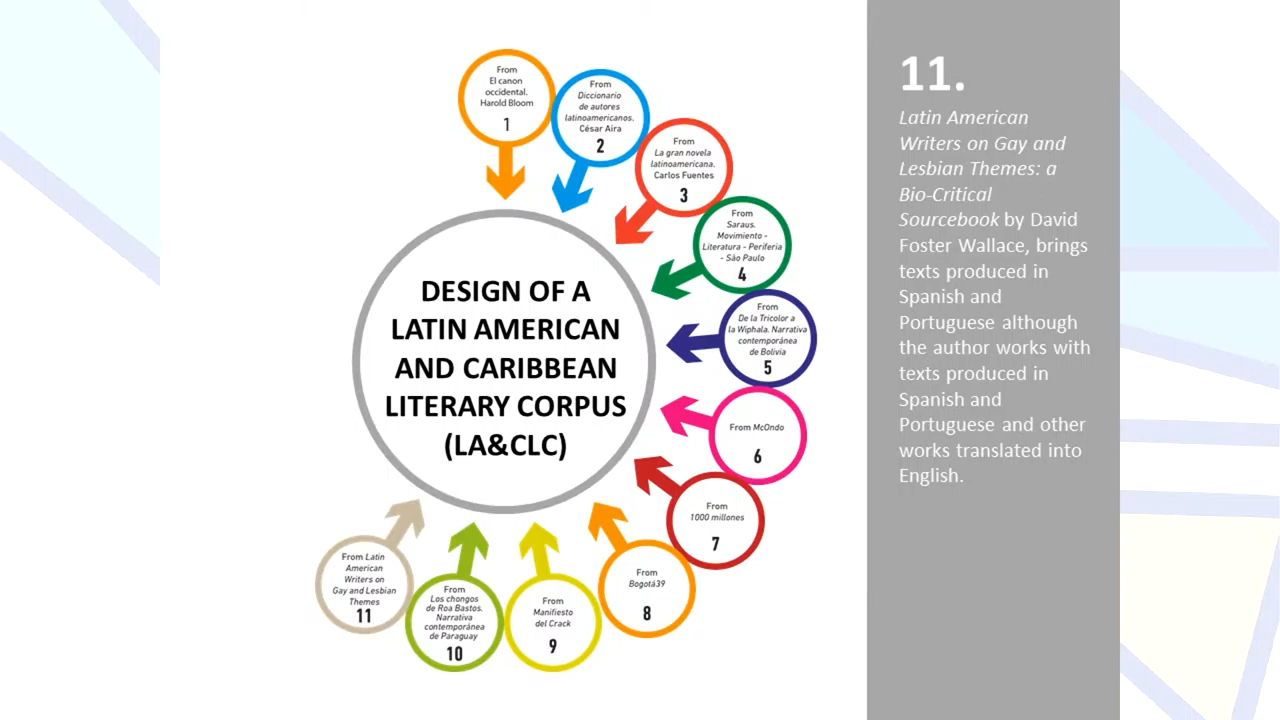 From
El canon
occidental.
Harold Bloom
1
From
Diccionario
de autores
latinoamericanos.
César Aira
2
From
La gran novela
latinoamericana.
Carlos Fuentes
3
From
Saraus.
Movimiento -
Literatura - Periferia
- São Paulo
4
From
De la Tricolor a
la Wiphala. Narrativa
contemporánea
de Bolivia
5
From McOndo
6
From
1000 millones
7
From
Bogotá39
8
From
Manifiesto
del Crack
9
From
Los chongos
de Roa Bastos.
Narrativa
contemporánea
de Paraguay
10
From Latin
American
Writers on
Gay and Lesbian
Themes
11
DESIGN OF A
LATIN AMERICAN
AND CARIBBEAN
LITERARY CORPUS
(LA&CLC)
11.
Latin American
Writers on Gay and
Lesbian Themes: a
Bio-Critical
Sourcebook by David
Foster Wallace, brings
texts produced in
Spanish and
Portuguese although
the author works with
texts produced in
Spanish and
Portuguese and other
works translated into
English.